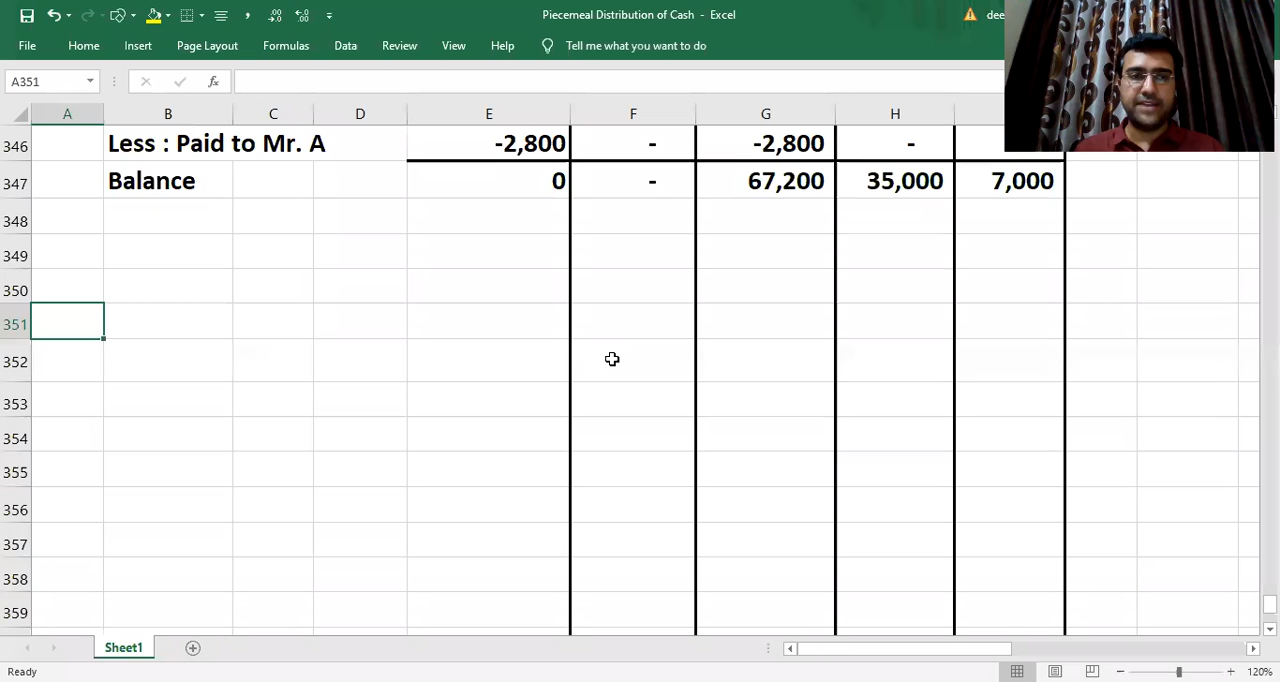 Piecemeal Distribution of Cash - Excel
dee
File Home Insert Page Layout Formulas Data Review View Help Tell me what you want to do
A351
fx
A B C D E F G H
346 Less : Paid to Mr. A -2,800 - -2,800 -
347 Balance 0 - 67,200 35,000 7,000
348
349
350
351
352
353
354
355
356
357
358
359
Sheet1
Ready 120%